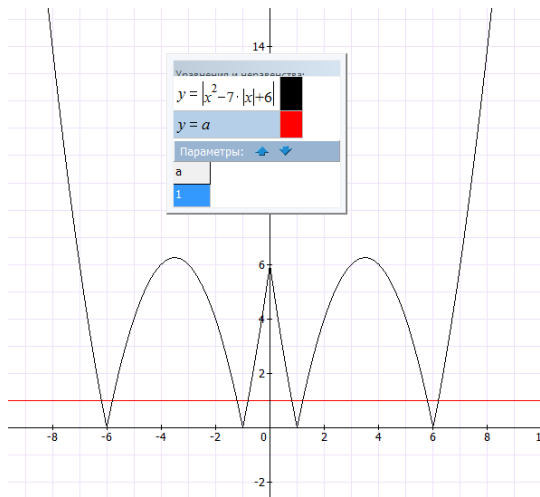 14
Уравнения и неравенства:
y = |x²−7·|x|+6|
y = a
Параметры:
a
1
6
4
2
-8 -6 -4 -2 0 2 4 6 8 1
-2